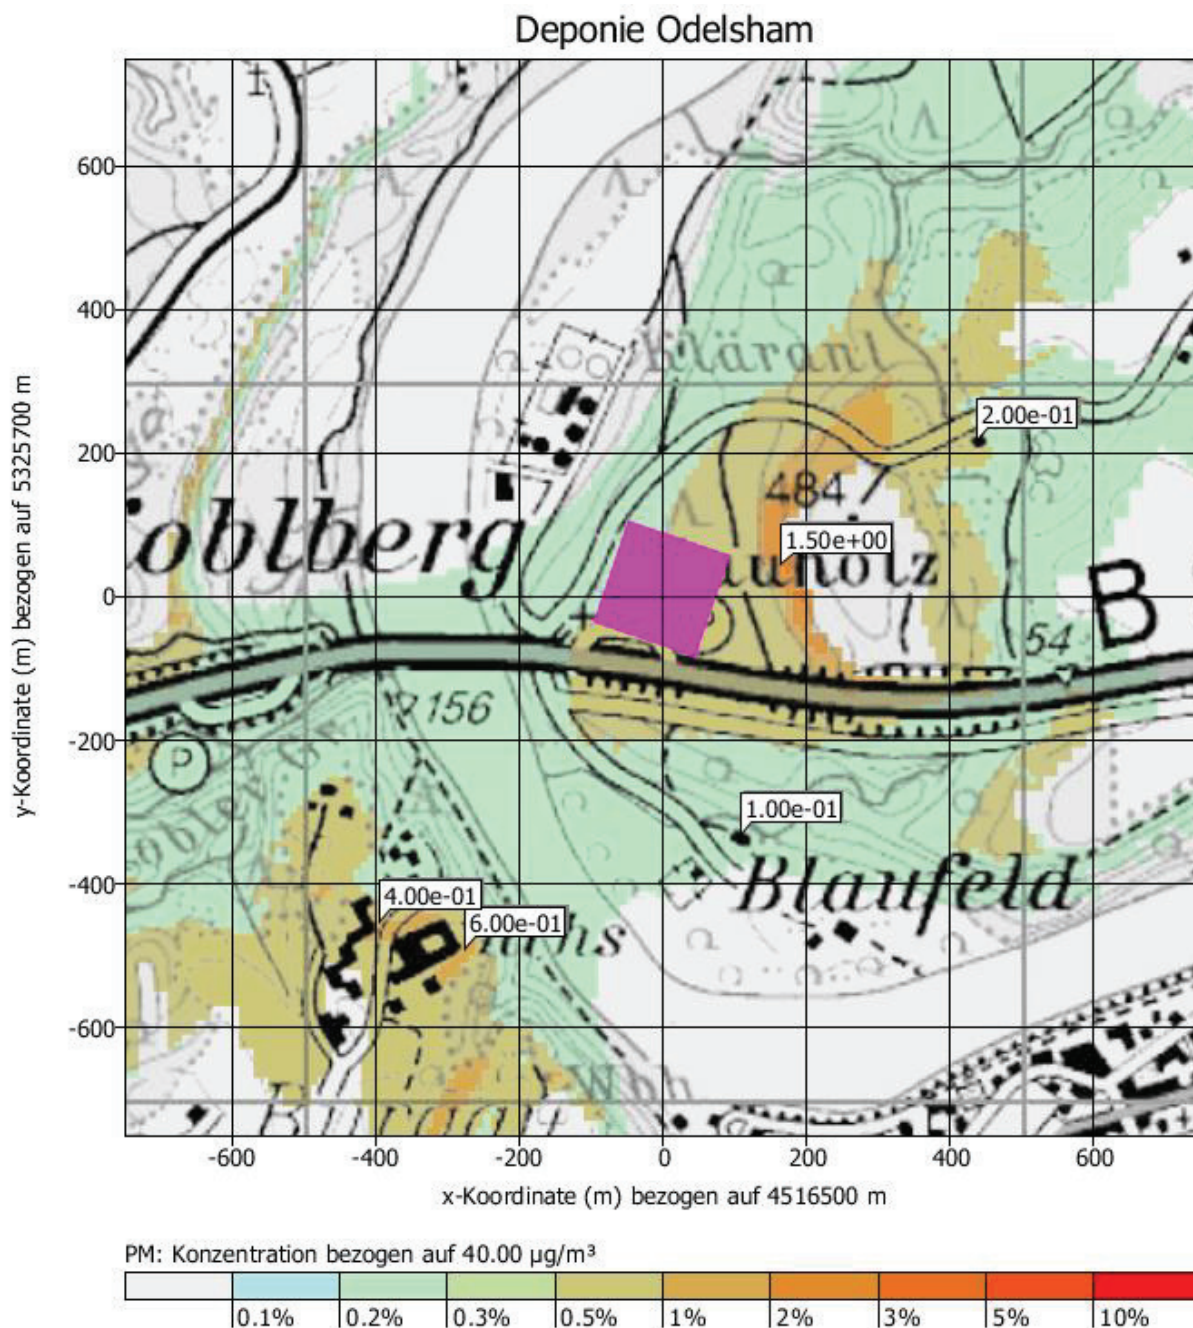 Deponie Odelsham
600
400
200
0
-200
-400
-600
y-Koordinate (m) bezogen auf 5325700 m
Kläranl
2.00e-01
484
1.50e+00
oblberg
B
54
156
P
1.00e-01
Blaufeld
4.00e-01
6.00e-01
-600
-400
-200
0
200
400
600
x-Koordinate (m) bezogen auf 4516500 m
PM: Konzentration bezogen auf 40.00 µg/m³
0.1%
0.2%
0.3%
0.5%
1%
2%
3%
5%
10%